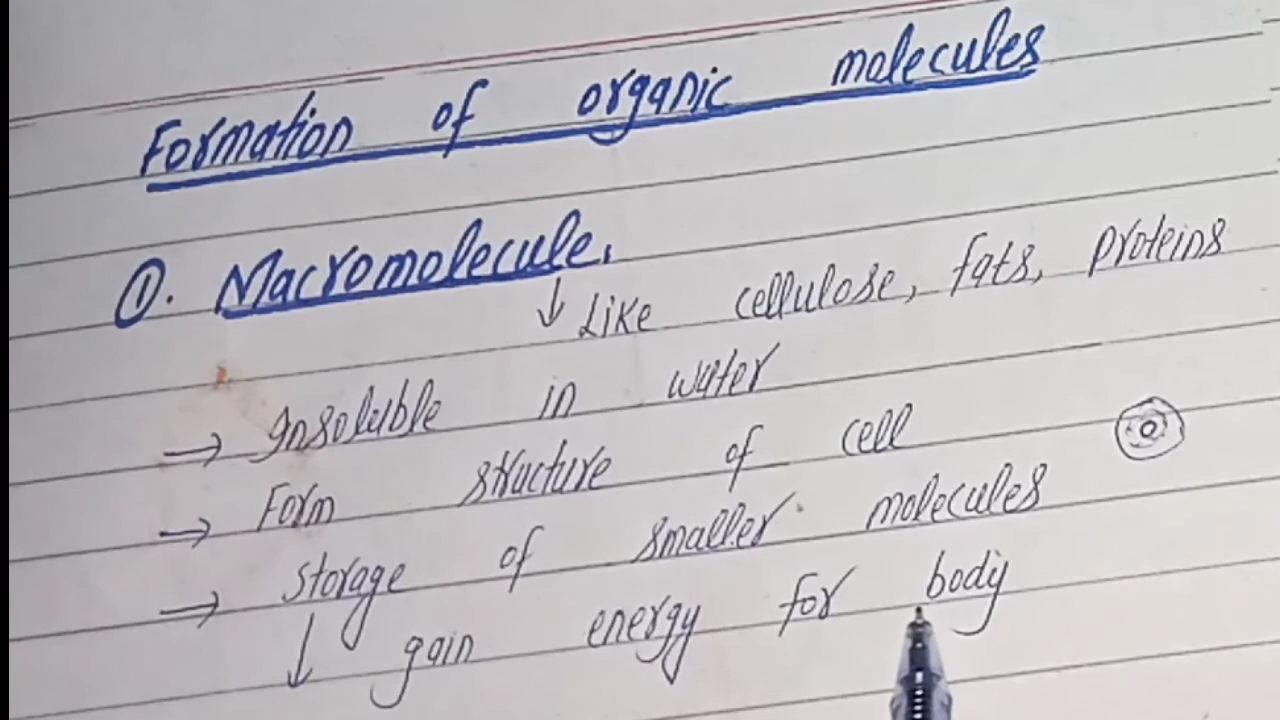 Formation of organic molecules
①. Macromolecule.
↓ Like cellulose, fats, proteins
→ Insoluble in water
→ Form structure of cell
→ Storage of smaller molecules
↓ gain energy for body